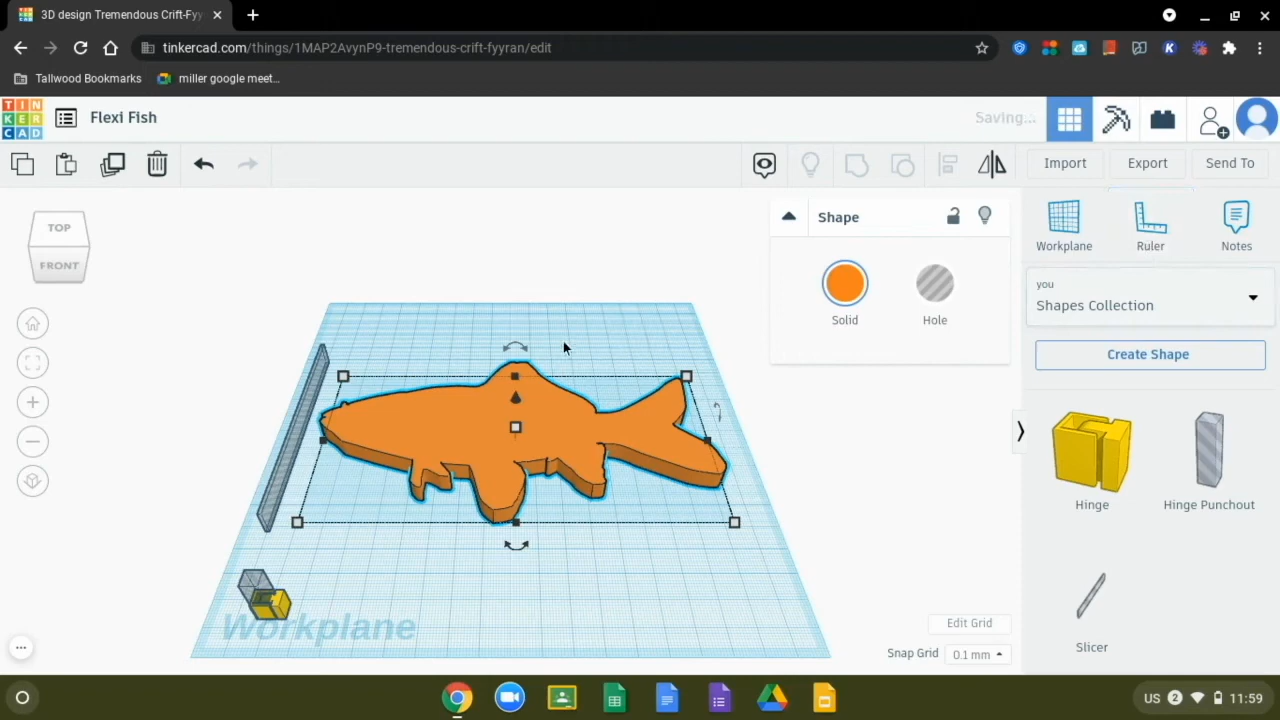 3D design Tremendous Crift-Fyy
tinkercad.com/things/1MAP2AvynP9-tremendous-crift-fyyran/edit
Tallwood Bookmarks
miller google meet...
TIN
KER
CAD
Flexi Fish
Saving...
Import
Export
Send To
TOP
FRONT
Shape
Solid
Hole
Workplane
Ruler
Notes
you
Shapes Collection
Create Shape
Hinge
Hinge Punchout
Slicer
Workplane
Edit Grid
Snap Grid
0.1 mm
US
2
11:59